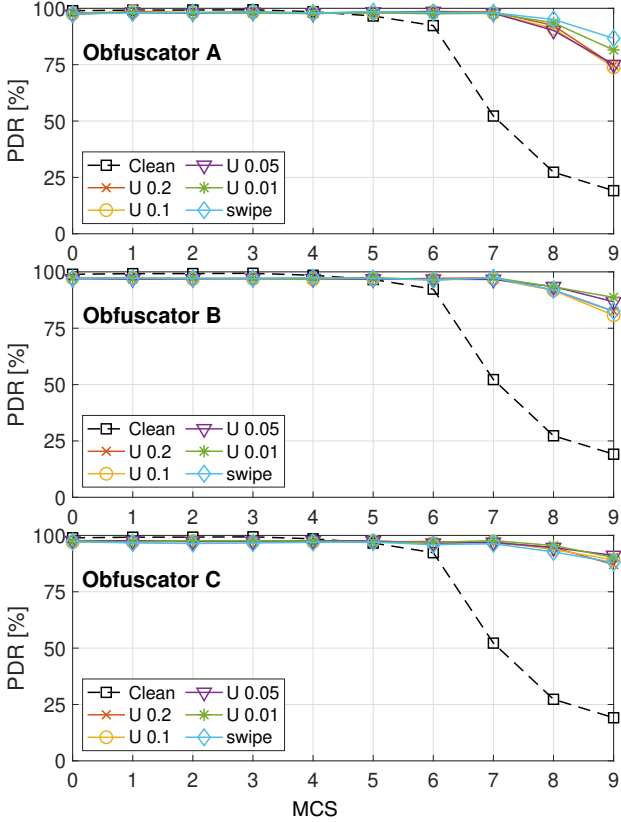 100
75
50
25
0
PDR [%]
Obfuscator A
Clean
U 0.2
U 0.1
U 0.05
U 0.01
swipe
0 1 2 3 4 5 6 7 8 9
100
75
50
25
0
PDR [%]
Obfuscator B
Clean
U 0.2
U 0.1
U 0.05
U 0.01
swipe
0 1 2 3 4 5 6 7 8 9
100
75
50
25
0
PDR [%]
Obfuscator C
Clean
U 0.2
U 0.1
U 0.05
U 0.01
swipe
0 1 2 3 4 5 6 7 8 9
MCS